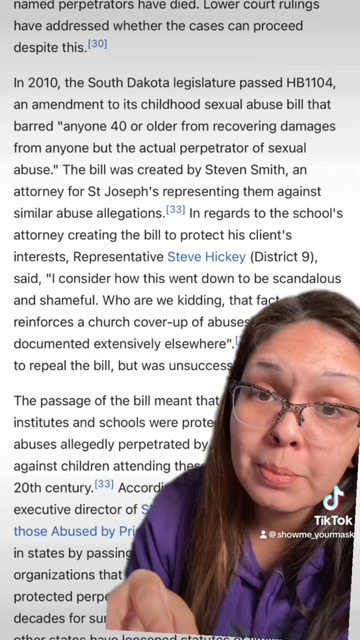 named perpetrators have died. Lower court rulings
have addressed whether the cases can proceed
despite this.[30]
In 2010, the South Dakota legislature passed HB1104,
an amendment to its childhood sexual abuse bill that
barred "anyone 40 or older from recovering damages
from anyone but the actual perpetrator of sexual
abuse." The bill was created by Steven Smith, an
attorney for St Joseph's representing them against
similar abuse allegations.[33] In regards to the school's
attorney creating the bill to protect his client's
interests, Representative Steve Hickey (District 9),
said, "I consider how this went down to be scandalous
and shameful. Who are we kidding, that fact
reinforces a church cover-up of abuses
documented extensively elsewhere".
to repeal the bill, but was
The passage of the bill meant that
institutes and schools were
abuses allegedly perpetrated by
against children attending
20th century.[33]
executive director of
those Abused by
in states by passing
organizations that
protected
decades for
other states have loosened statutes of
TikTok
@showme_yourmask